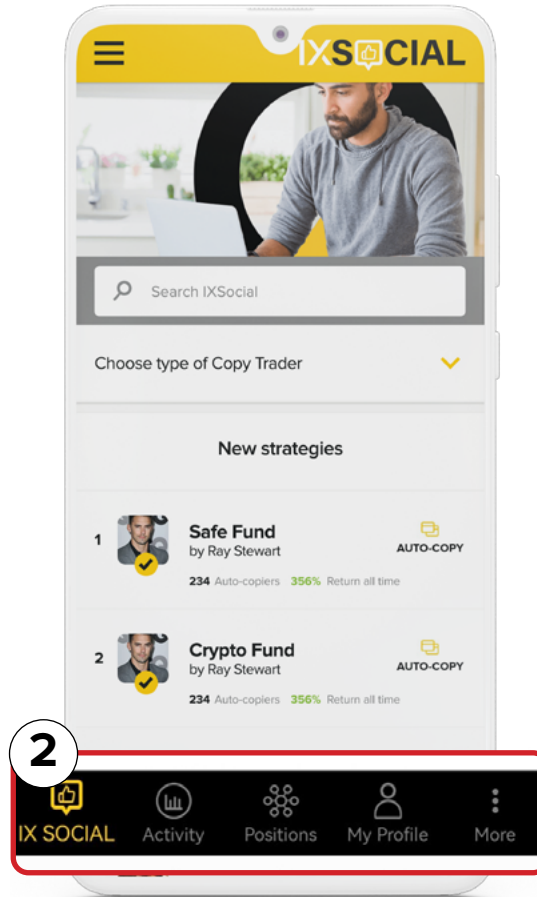 IXSOCIAL
Search IXSocial
Choose type of Copy Trader
New strategies
1
Safe Fund
by Ray Stewart
AUTO-COPY
234 Auto-copiers 356% Return all time
2
Crypto Fund
by Ray Stewart
AUTO-COPY
234 Auto-copiers 356% Return all time
2
IX SOCIAL Activity Positions My Profile More